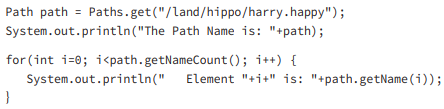 Path path = Paths.get("/land/hippo/harry.happy");
System.out.println("The Path Name is: "+path);
for(int i=0; i<path.getNameCount(); i++) {
   System.out.println("   Element "+i+" is: "+path.getName(i));
}